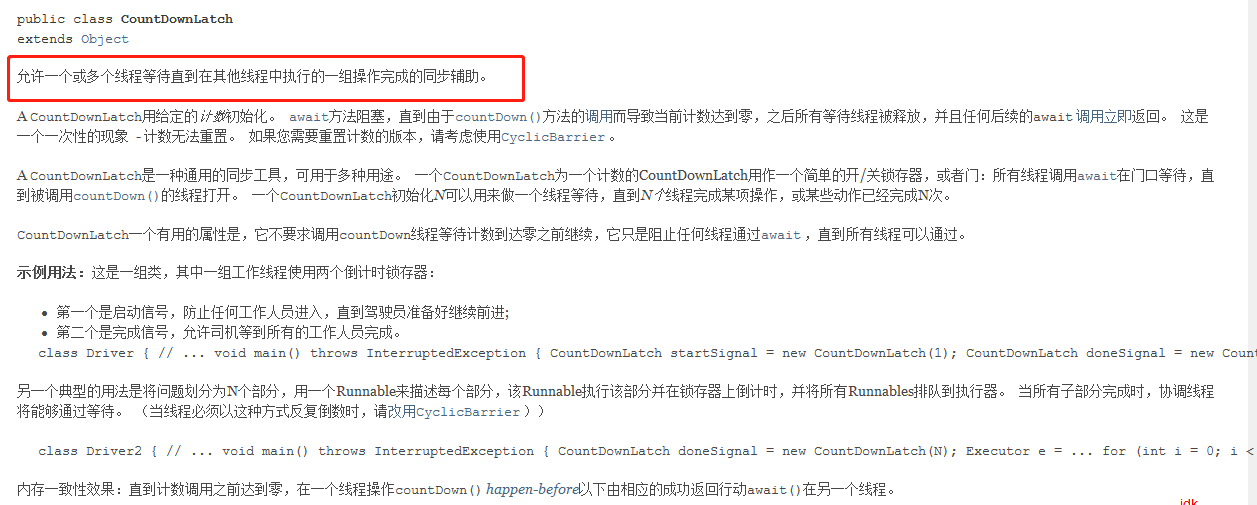 public class CountDownLatch
extends Object
允许一个或多个线程等待直到在其他线程中执行的一组操作完成的同步辅助。
A CountDownLatch用给定的计数初始化。 await方法阻塞，直到由于countDown()方法的调用而导致当前计数达到零，之后所有等待线程被释放，并且任何后续的await 调用立即返回。 这是
一个一次性的现象 - 计数无法重置。 如果您需要重置计数的版本，请考虑使用CyclicBarrier 。
A CountDownLatch是一种通用的同步工具，可用于多种用途。 一个CountDownLatch为一个计数的CountDownLatch用作一个简单的开/关锁存器，或者门：所有线程调用await在门口等待，直
到被调用countDown()的线程打开。 一个CountDownLatch初始化N可以用来做一个线程等待，直到N个线程完成某项操作，或某些动作已经完成N次。
CountDownLatch一个有用的属性是，它不要求调用countDown线程等待计数到达零之前继续，它只是阻止任何线程通过await ，直到所有线程可以通过。
示例用法：这是一组类，其中一组工作线程使用两个倒计时锁存器：
• 第一个是启动信号，防止任何工作人员进入，直到驾驶员准备好继续前进;
• 第二个是完成信号，允许司机等到所有的工作人员完成。
class Driver { // ... void main() throws InterruptedException { CountDownLatch startSignal = new CountDownLatch(1); CountDownLatch doneSignal = new Count
另一个典型的用法是将问题划分为N个部分，用一个Runnable来描述每个部分，该Runnable执行该部分并在锁存器上倒计时，并将所有Runnables排队到执行器。 当所有子部分完成时，协调线程
将能够通过等待。 （当线程必须以这种方式反复倒数时，请改用CyclicBarrier ））
class Driver2 { // ... void main() throws InterruptedException { CountDownLatch doneSignal = new CountDownLatch(N); Executor e = ... for (int i = 0; i <
内存一致性效果：直到计数调用之前达到零，在一个线程操作countDown() happen-before以下由相应的成功返回行动await()在另一个线程。
jdk